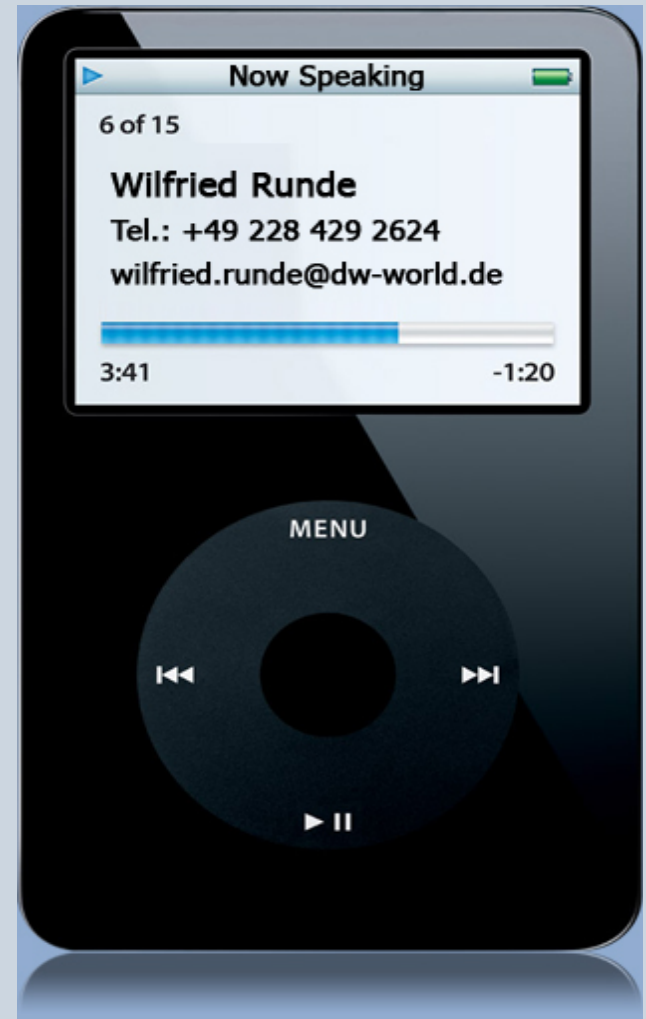 Now Speaking
6 of 15
Wilfried Runde
Tel.: +49 228 429 2624
wilfried.runde@dw-world.de
3:41 -1:20
MENU